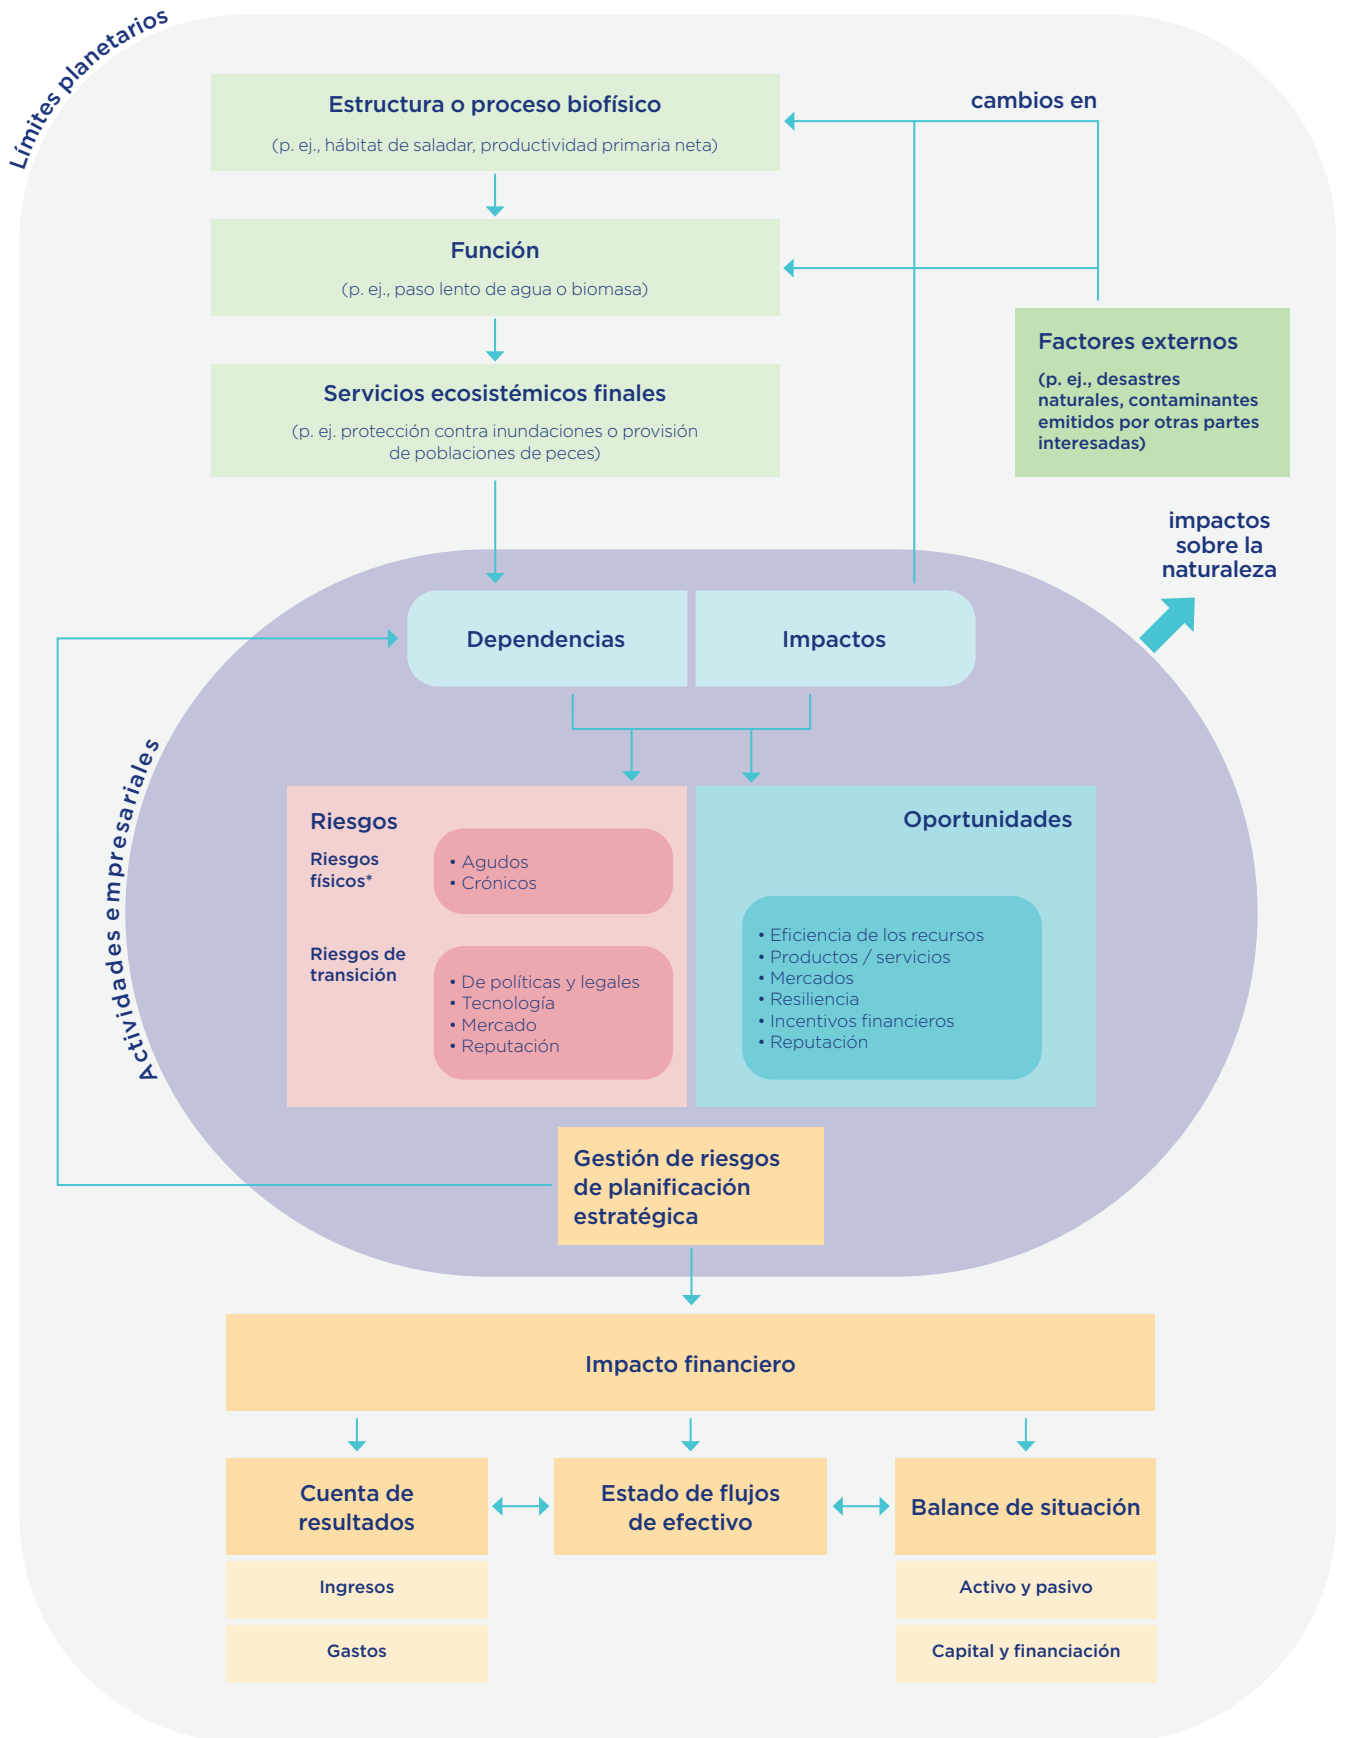 Límites planetarios
Estructura o proceso biofísico
(p. ej., hábitat de saladar, productividad primaria neta)
cambios en
Función
(p. ej., paso lento de agua o biomasa)
Factores externos
(p. ej., desastres
naturales, contaminantes
emitidos por otras partes
interesadas)
Servicios ecosistémicos finales
(p. ej. protección contra inundaciones o provisión
de poblaciones de peces)
impactos
sobre la
naturaleza
Actividades empresariales
Dependencias
Impactos
Riesgos
Riesgos
físicos*
• Agudos
• Crónicos
Riesgos de
transición
• De políticas y legales
• Tecnología
• Mercado
• Reputación
Oportunidades
• Eficiencia de los recursos
• Productos / servicios
• Mercados
• Resiliencia
• Incentivos financieros
• Reputación
Gestión de riesgos
de planificación
estratégica
Impacto financiero
Cuenta de
resultados
Estado de flujos
de efectivo
Balance de situación
Ingresos
Activo y pasivo
Gastos
Capital y financiación